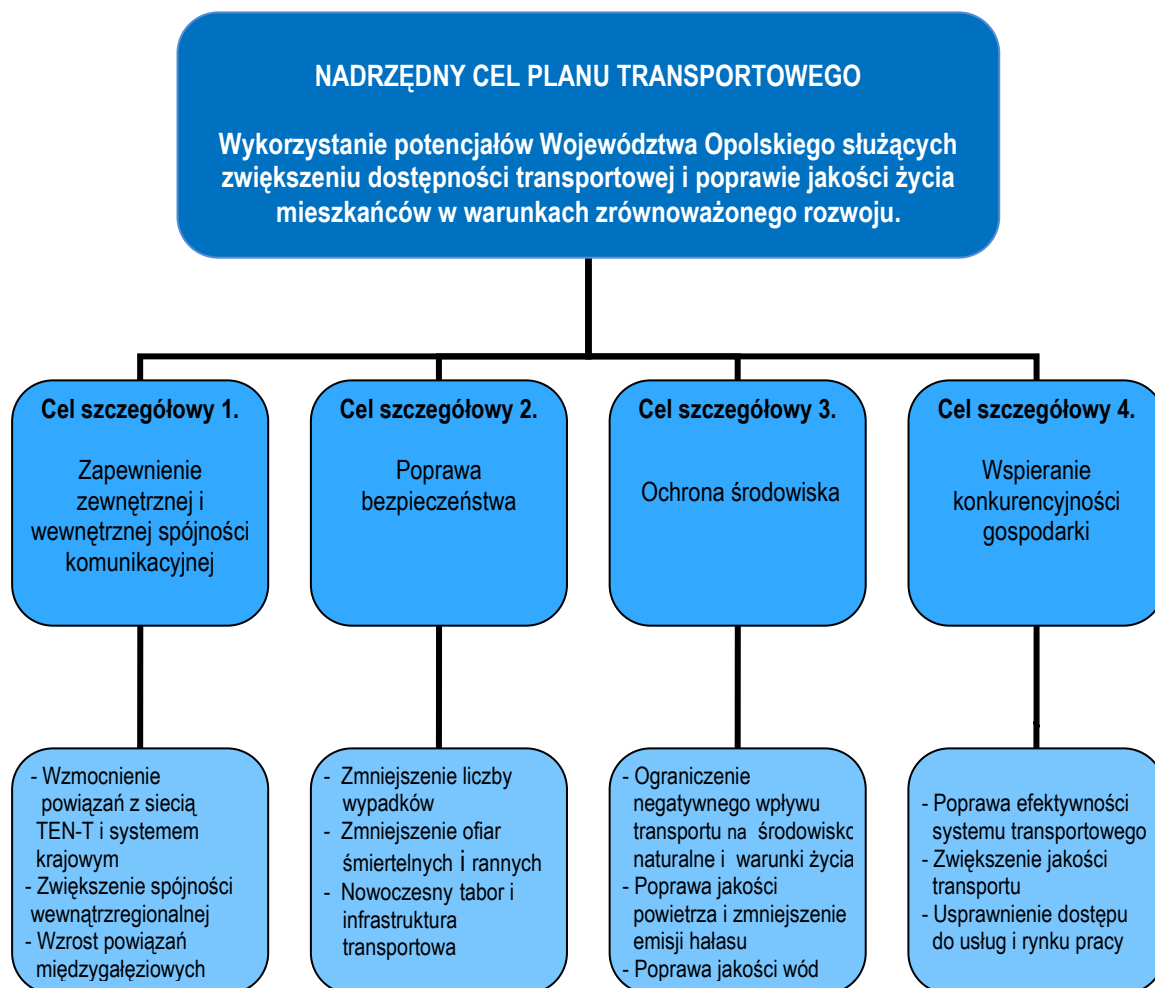 NADRZĘDNY CEL PLANU TRANSPORTOWEGO
Wykorzystanie potencjałów Województwa Opolskiego służących
zwiększeniu dostępności transportowej i poprawie jakości życia
mieszkańców w warunkach zrównoważonego rozwoju.
Cel szczegółowy 1.
Zapewnienie
zewnętrznej i
wewnętrznej spójności
komunikacyjnej
Cel szczegółowy 2.
Poprawa
bezpieczeństwa
Cel szczegółowy 3.
Ochrona środowiska
Cel szczegółowy 4.
Wspieranie
konkurencyjności
gospodarki
- Wzmocnienie
powiązań z siecią
TEN-T i systemem
krajowym
- Zwiększenie spójności
wewnątrzregionalnej
- Wzrost powiązań
międzygałęziowych
- Zmniejszenie liczby
wypadków
- Zmniejszenie ofiar
śmiertelnych i rannych
- Nowoczesny tabor i
infrastruktura
transportowa
- Ograniczenie
negatywnego wpływu
transportu na środowisko
naturalne i warunki życia
- Poprawa jakości
powietrza i zmniejszenie
emisji hałasu
- Poprawa jakości wód
- Poprawa efektywności
systemu transportowego
- Zwiększenie jakości
transportu
- Usprawnienie dostępu
do usług i rynku pracy